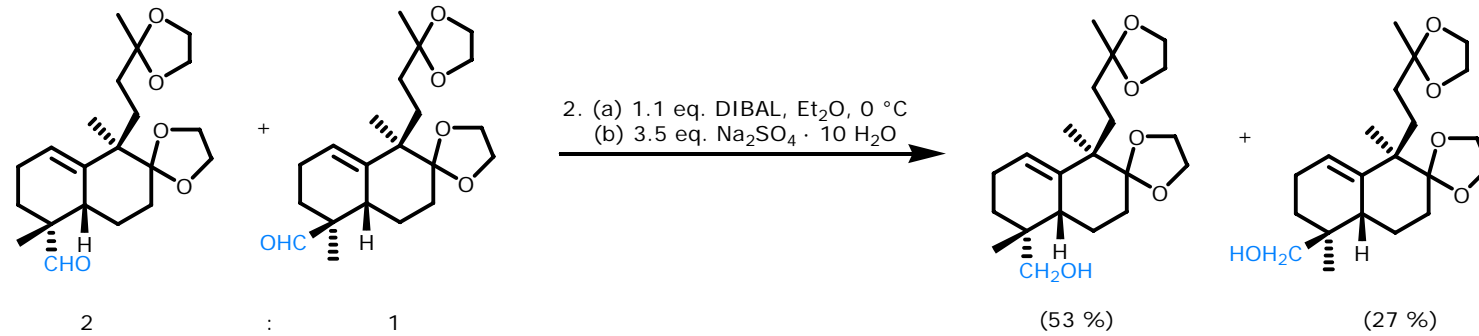 O
O
O
O
CHO
H
+
O
O
O
O
OHC
H
2. (a) 1.1 eq. DIBAL, Et₂O, 0 °C
(b) 3.5 eq. Na₂SO₄ · 10 H₂O
O
O
O
O
CH₂OH
H
+
O
O
O
O
HOH₂C
H
2 : 1
(53 %) (27 %)